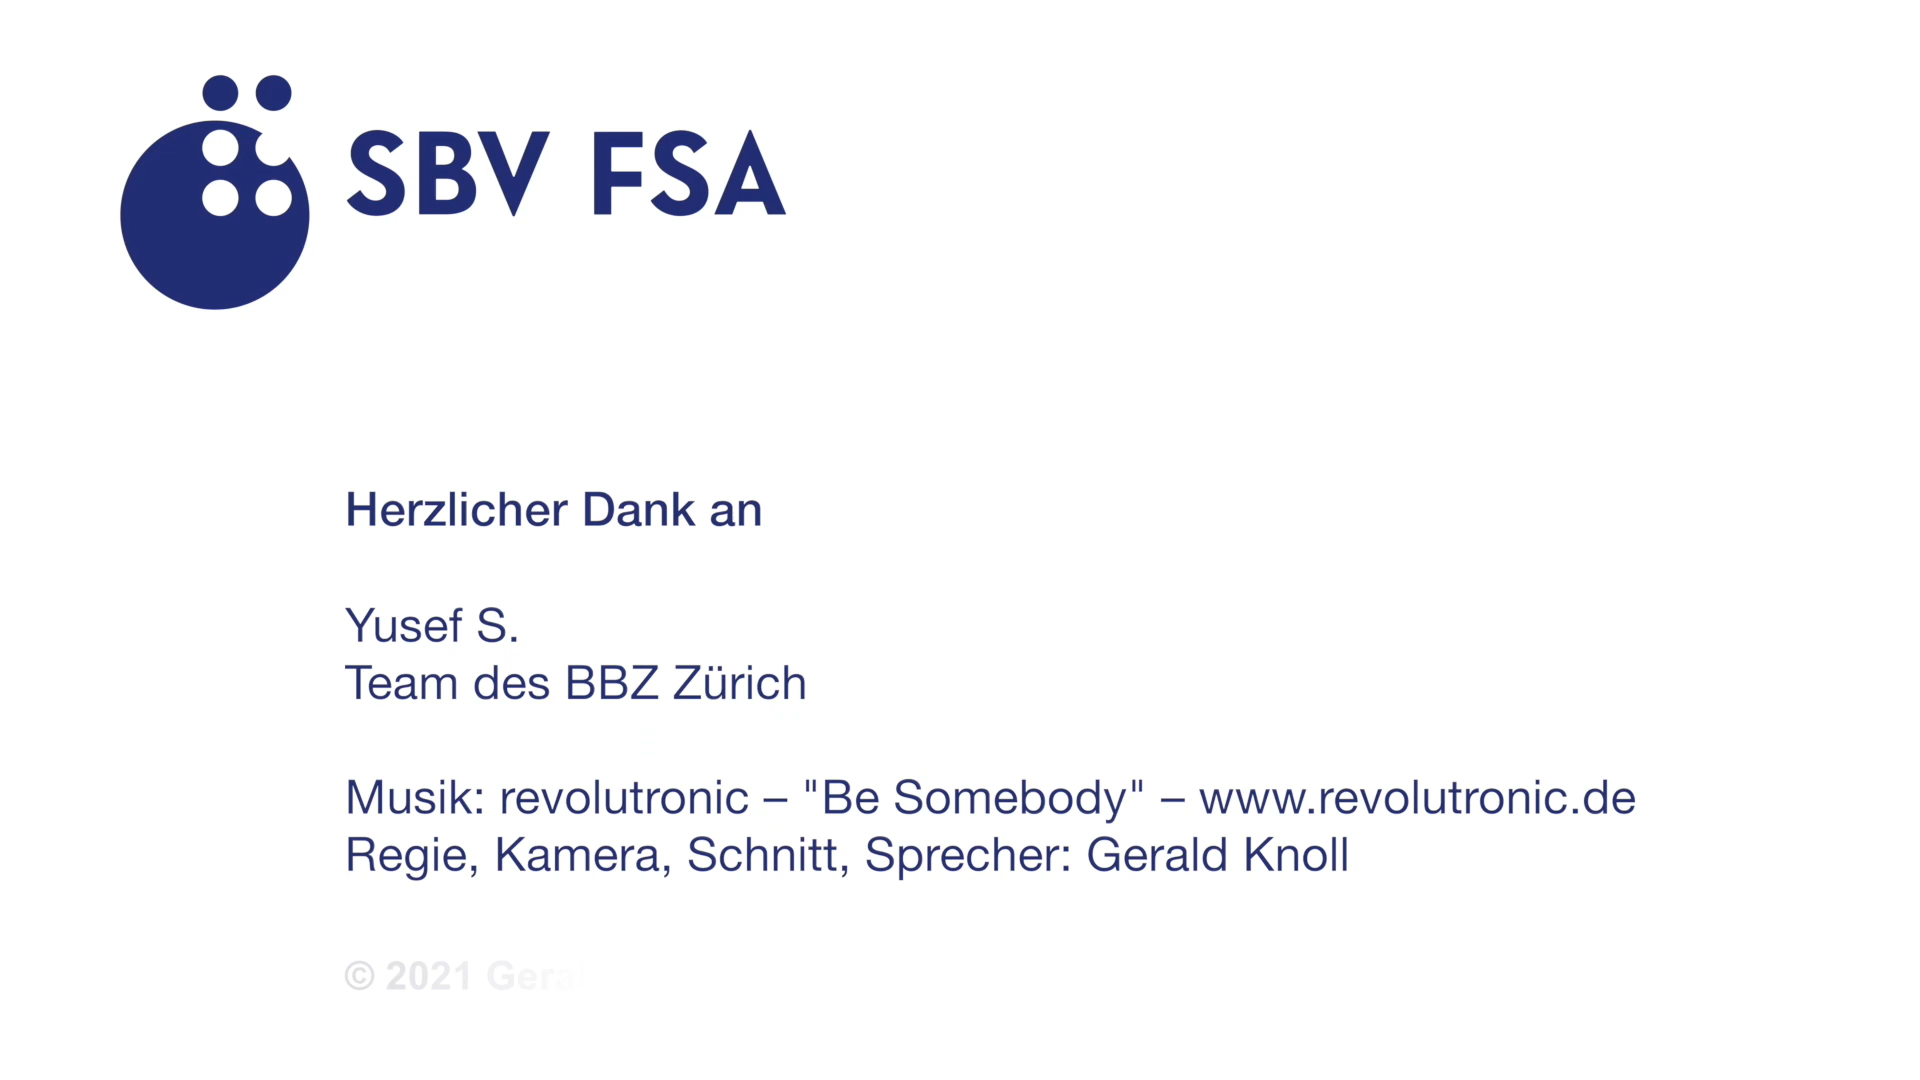 SBV FSA
Herzlicher Dank an
Yusef S.
Team des BBZ Zürich
Musik: revolutronic – "Be Somebody" – www.revolutronic.de
Regie, Kamera, Schnitt, Sprecher: Gerald Knoll
© 2021